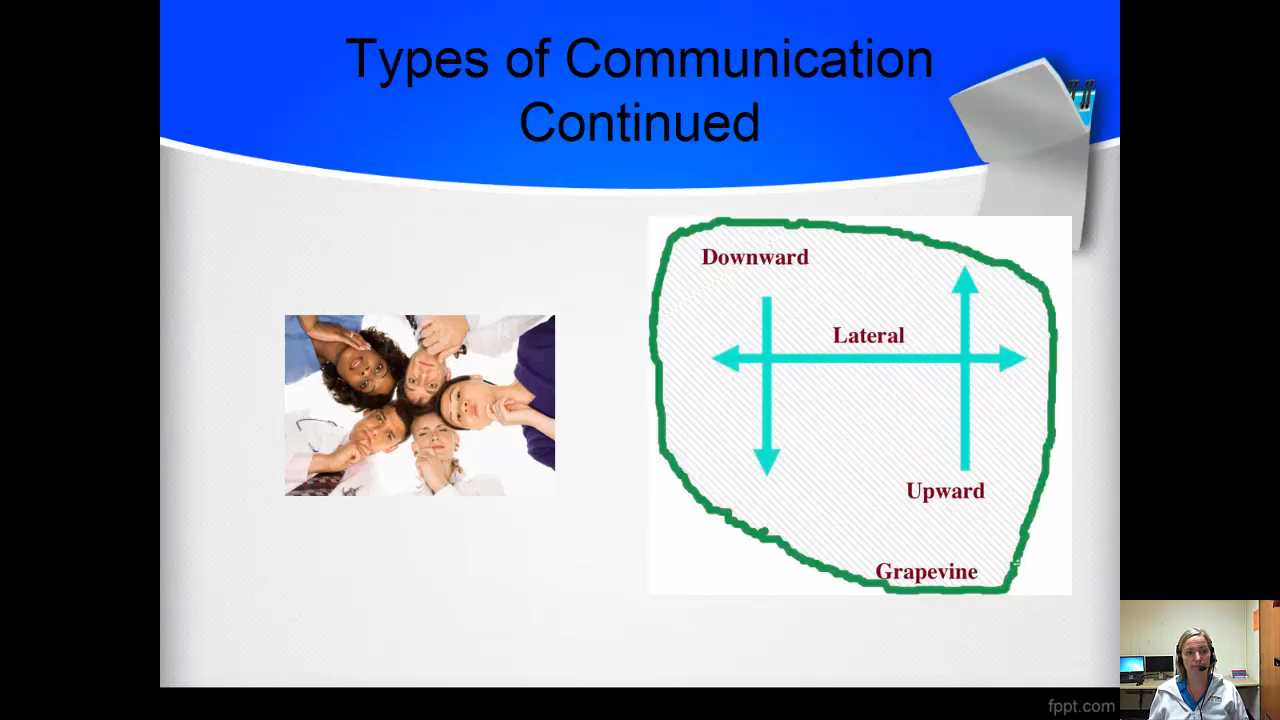 Types of Communication
Continued
Downward
Lateral
Upward
Grapevine
fppt.com